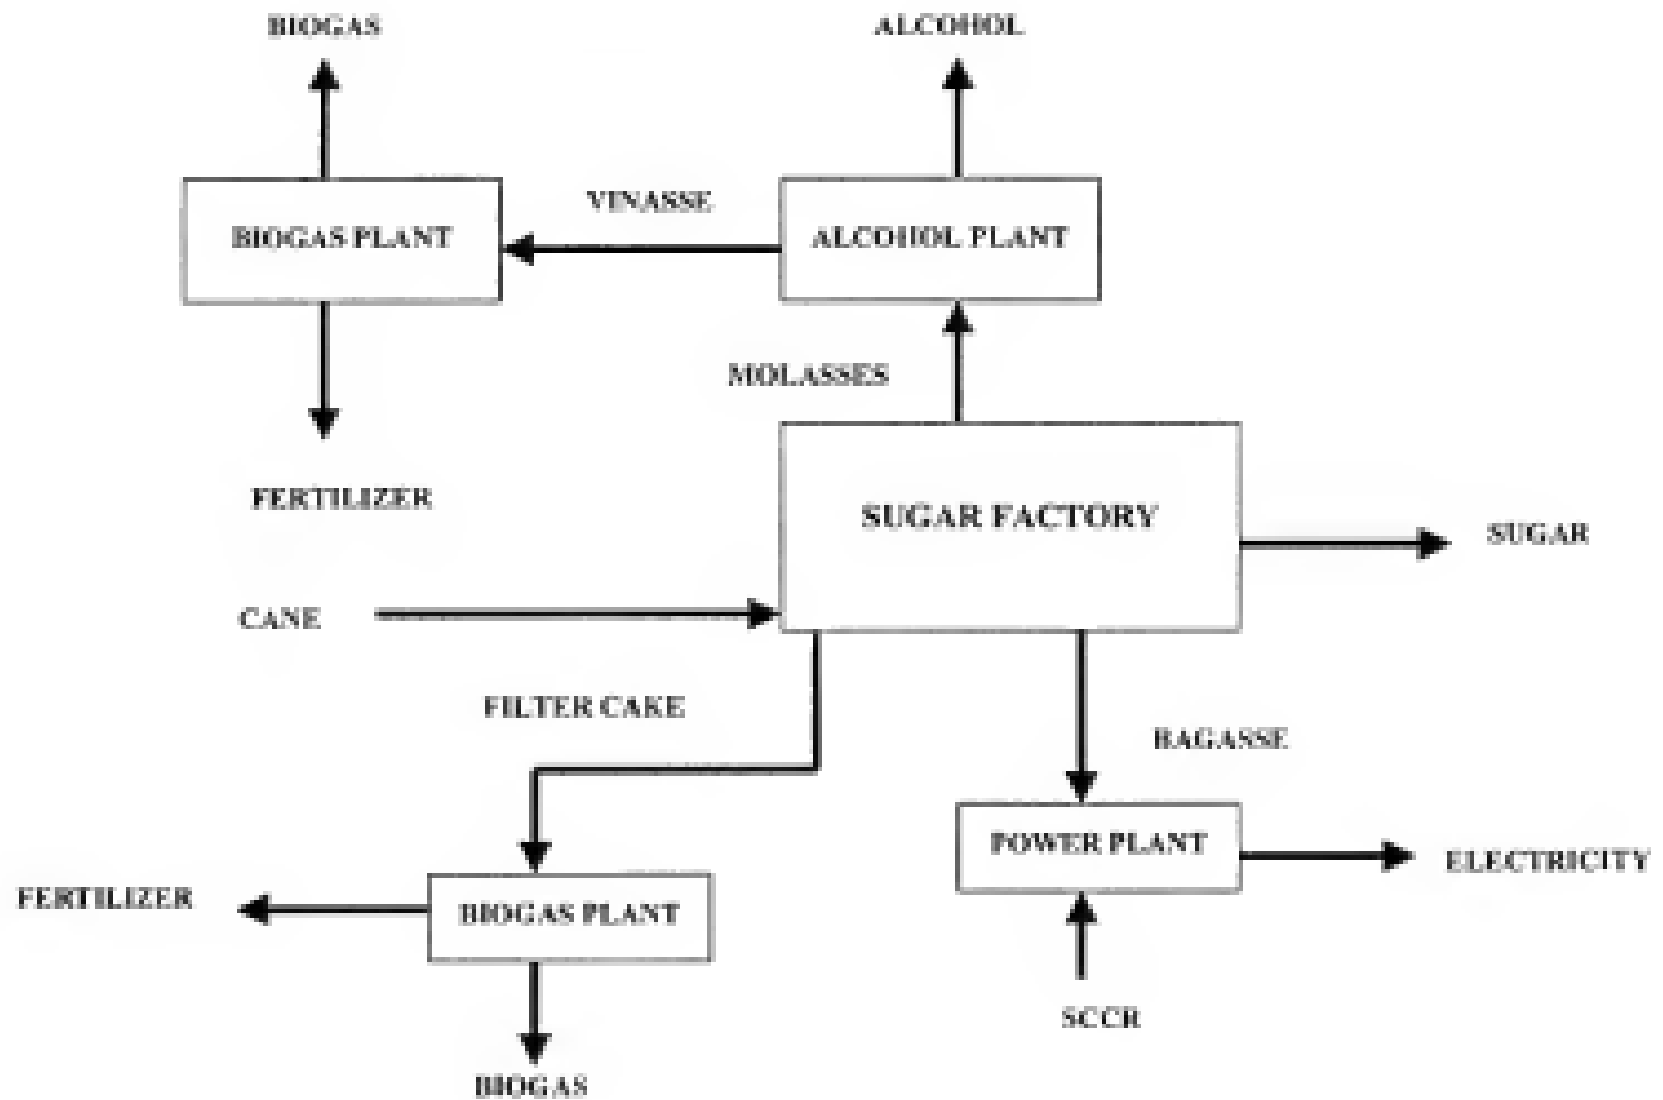 BIOGAS
ALCOHOL
BIOGAS PLANT
VINASSE
ALCOHOL PLANT
MOLASSES
FERTILIZER
SUGAR FACTORY
SUGAR
CANE
FILTER CAKE
BAGASSE
POWER PLANT
ELECTRICITY
FERTILIZER
BIOGAS PLANT
SCCR
BIOGAS